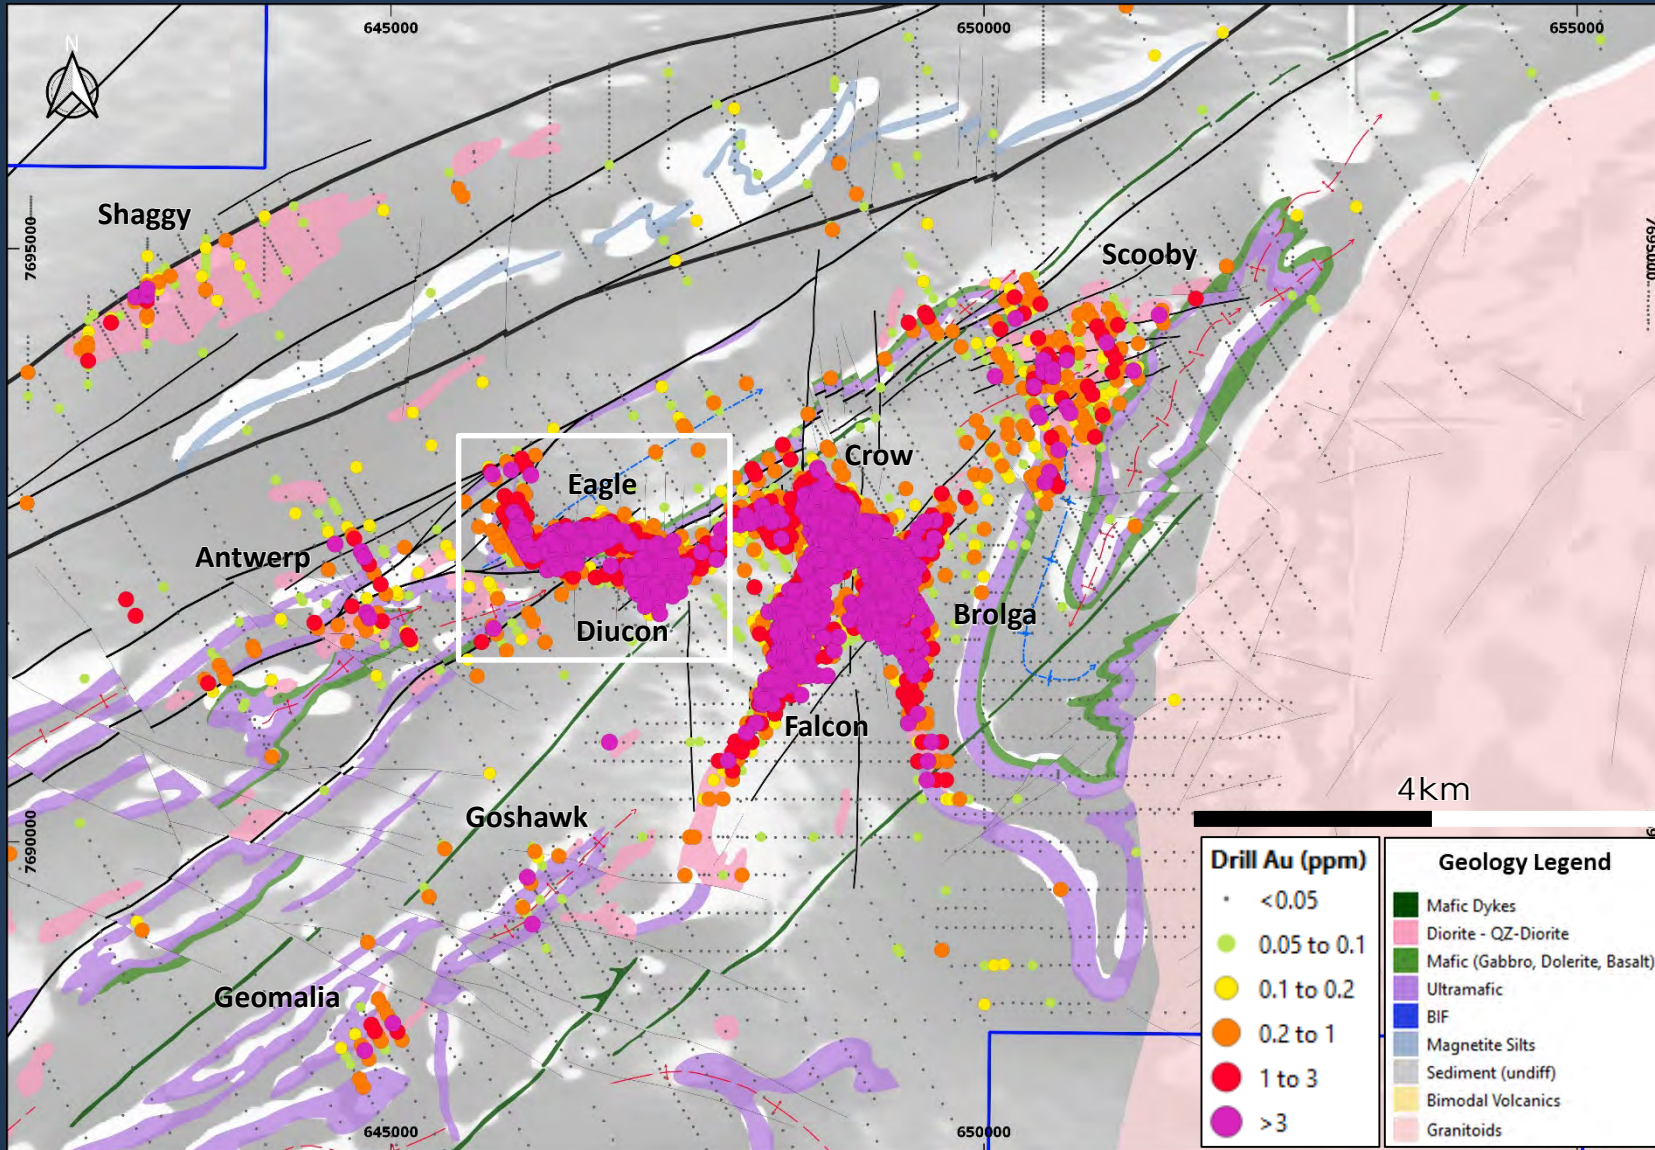 645000
650000
655000
N
Shaggy
7695000
7695000
Scooby
Crow
Eagle
Antwerp
Brolga
Diucon
Falcon
4km
Goshawk
7690000
Drill Au (ppm)
<0.05
0.05 to 0.1
0.1 to 0.2
0.2 to 1
1 to 3
>3
Geology Legend
Mafic Dykes
Diorite - QZ-Diorite
Mafic (Gabbro, Dolerite, Basalt)
Ultramafic
BIF
Magnetite Silts
Sediment (undiff)
Bimodal Volcanics
Granitoids
Geomalia
645000
650000